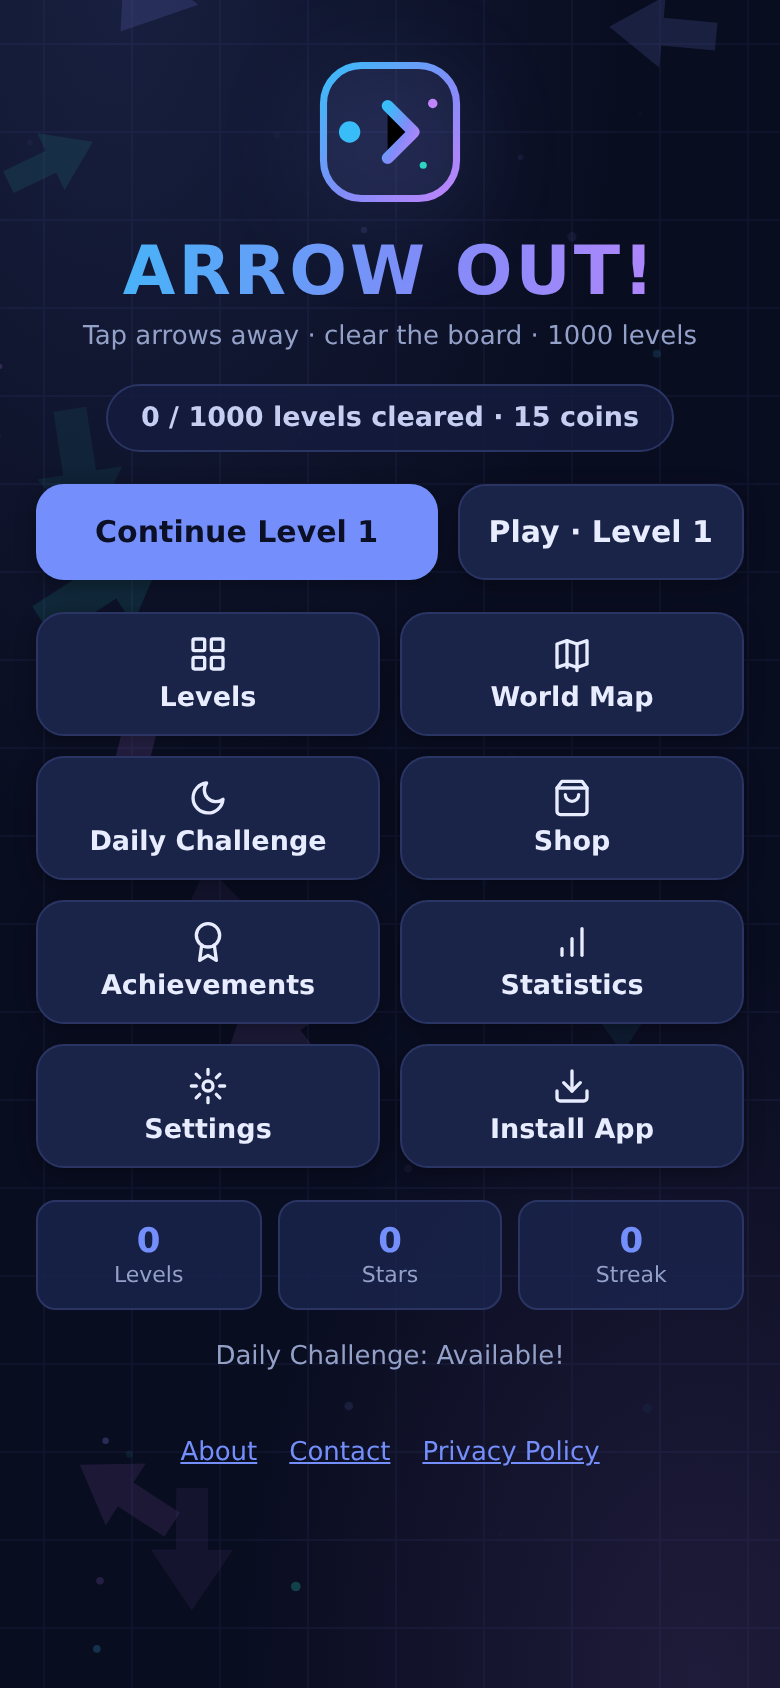 ARROW OUT!
Tap arrows away · clear the board · 1000 levels
0 / 1000 levels cleared · 15 coins
Continue Level 1
Play · Level 1
Levels
World Map
Daily Challenge
Shop
Achievements
Statistics
Settings
Install App
0
Levels
0
Stars
0
Streak
Daily Challenge: Available!
About Contact Privacy Policy